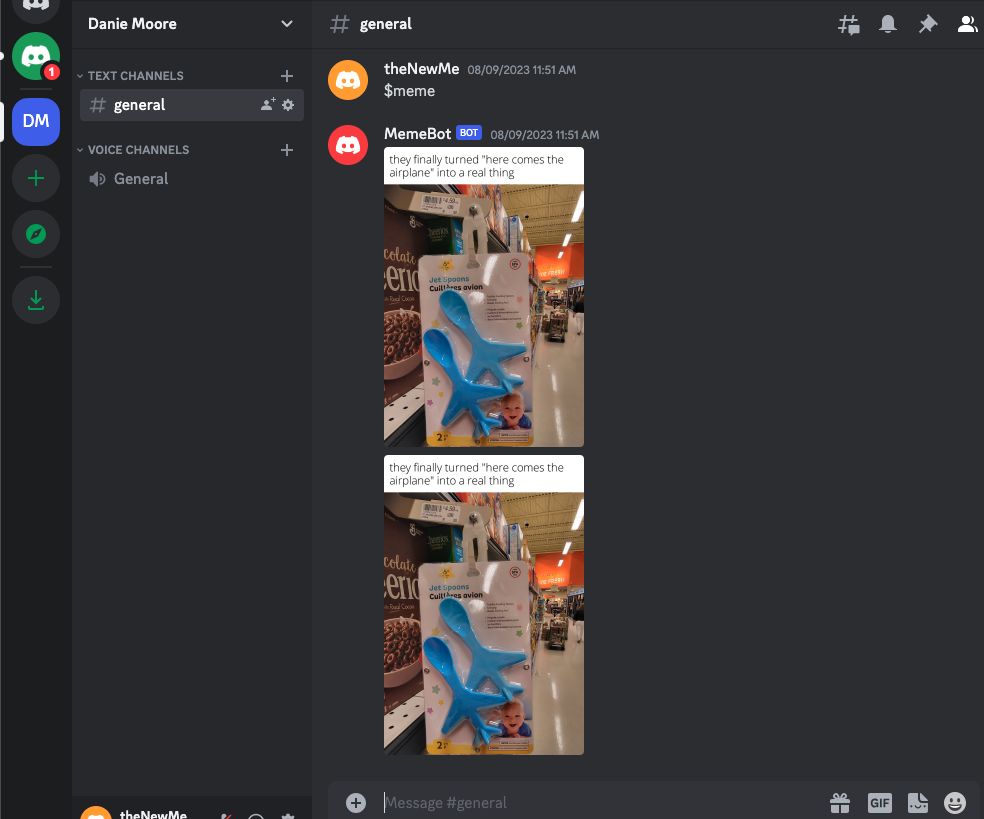 Danie Moore
general
1
TEXT CHANNELS
general
DM
VOICE CHANNELS
General
theNewMe 08/09/2023 11:51 AM
$meme
MemeBot BOT 08/09/2023 11:51 AM
they finally turned "here comes the
airplane" into a real thing
Cheerios
Jet Spoons
Cuillères avion
2
they finally turned "here comes the
airplane" into a real thing
Cheerios
Jet Spoons
Cuillères avion
2
Message #general
GIF
theNewMe